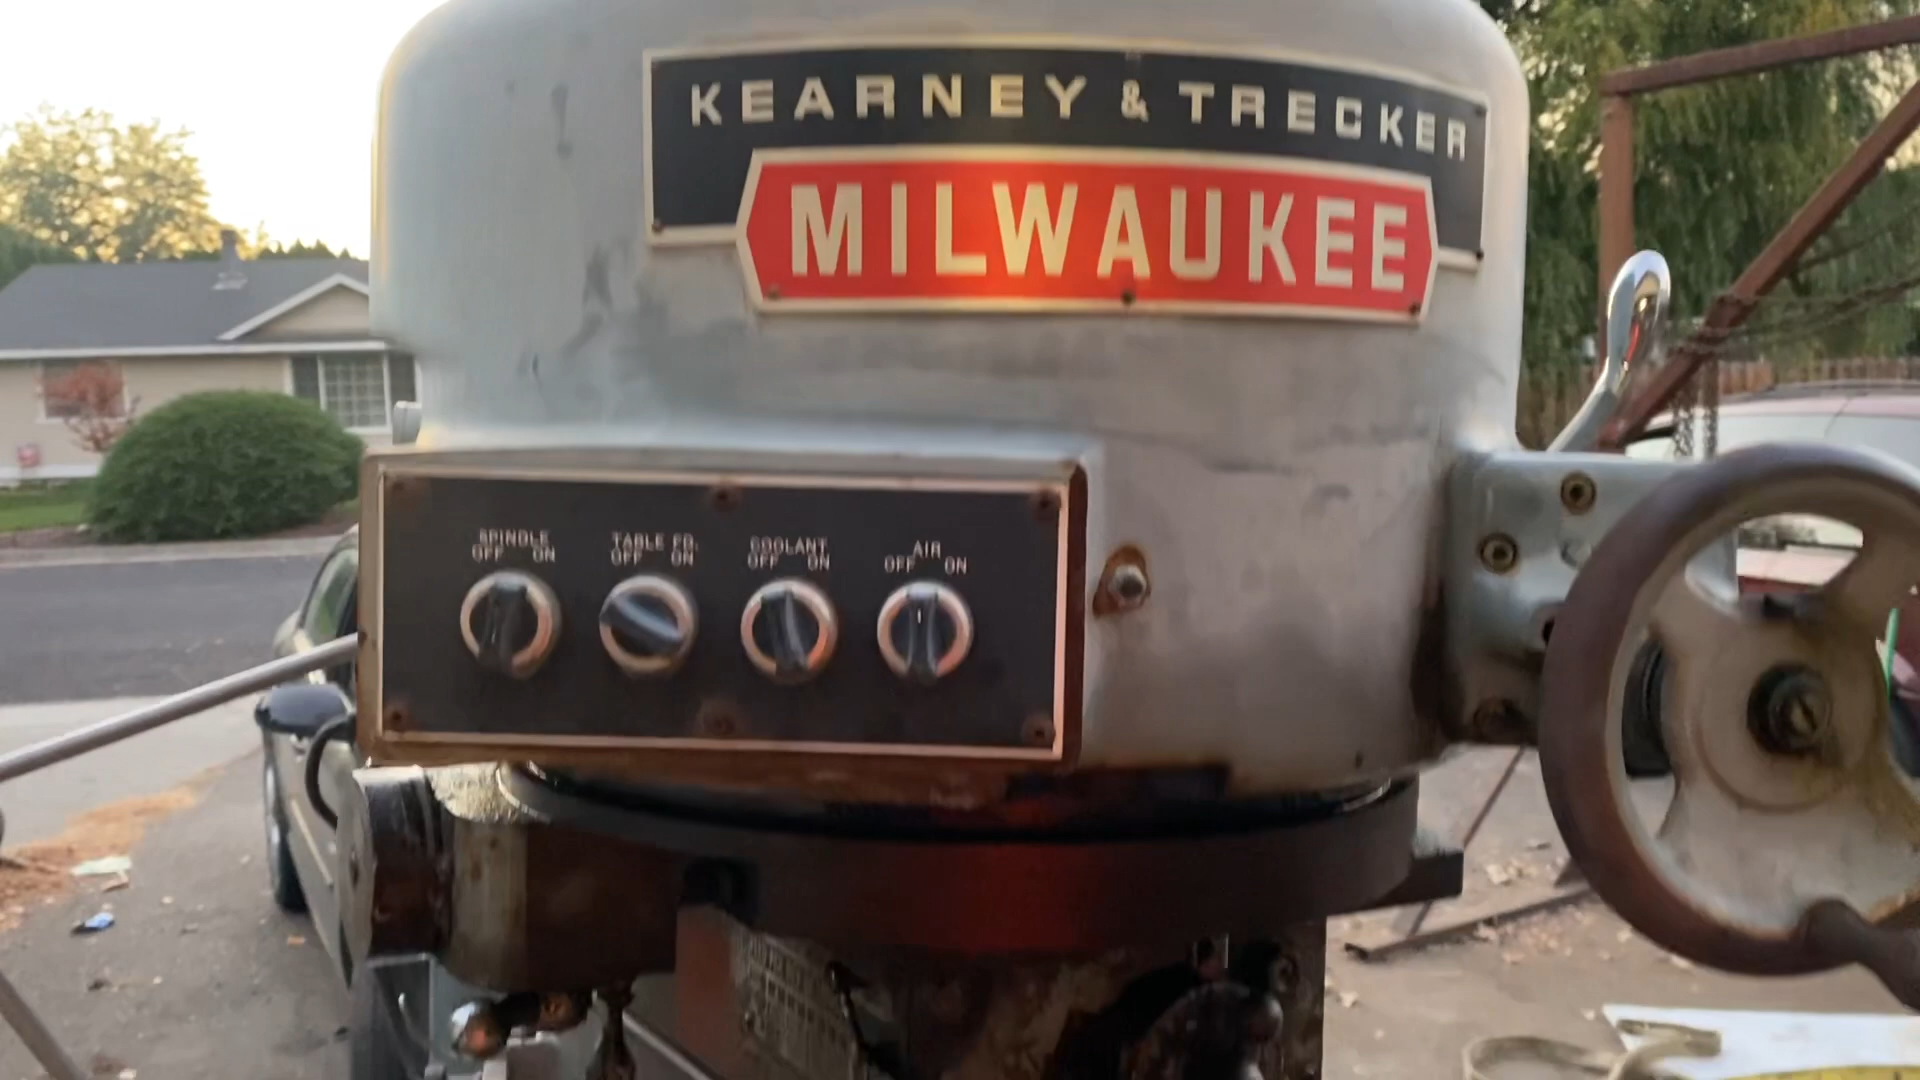 KEARNEY & TRECKER
MILWAUKEE
SPINDLE
OFF ON
TABLE FD.
OFF ON
COOLANT
OFF ON
AIR
OFF ON